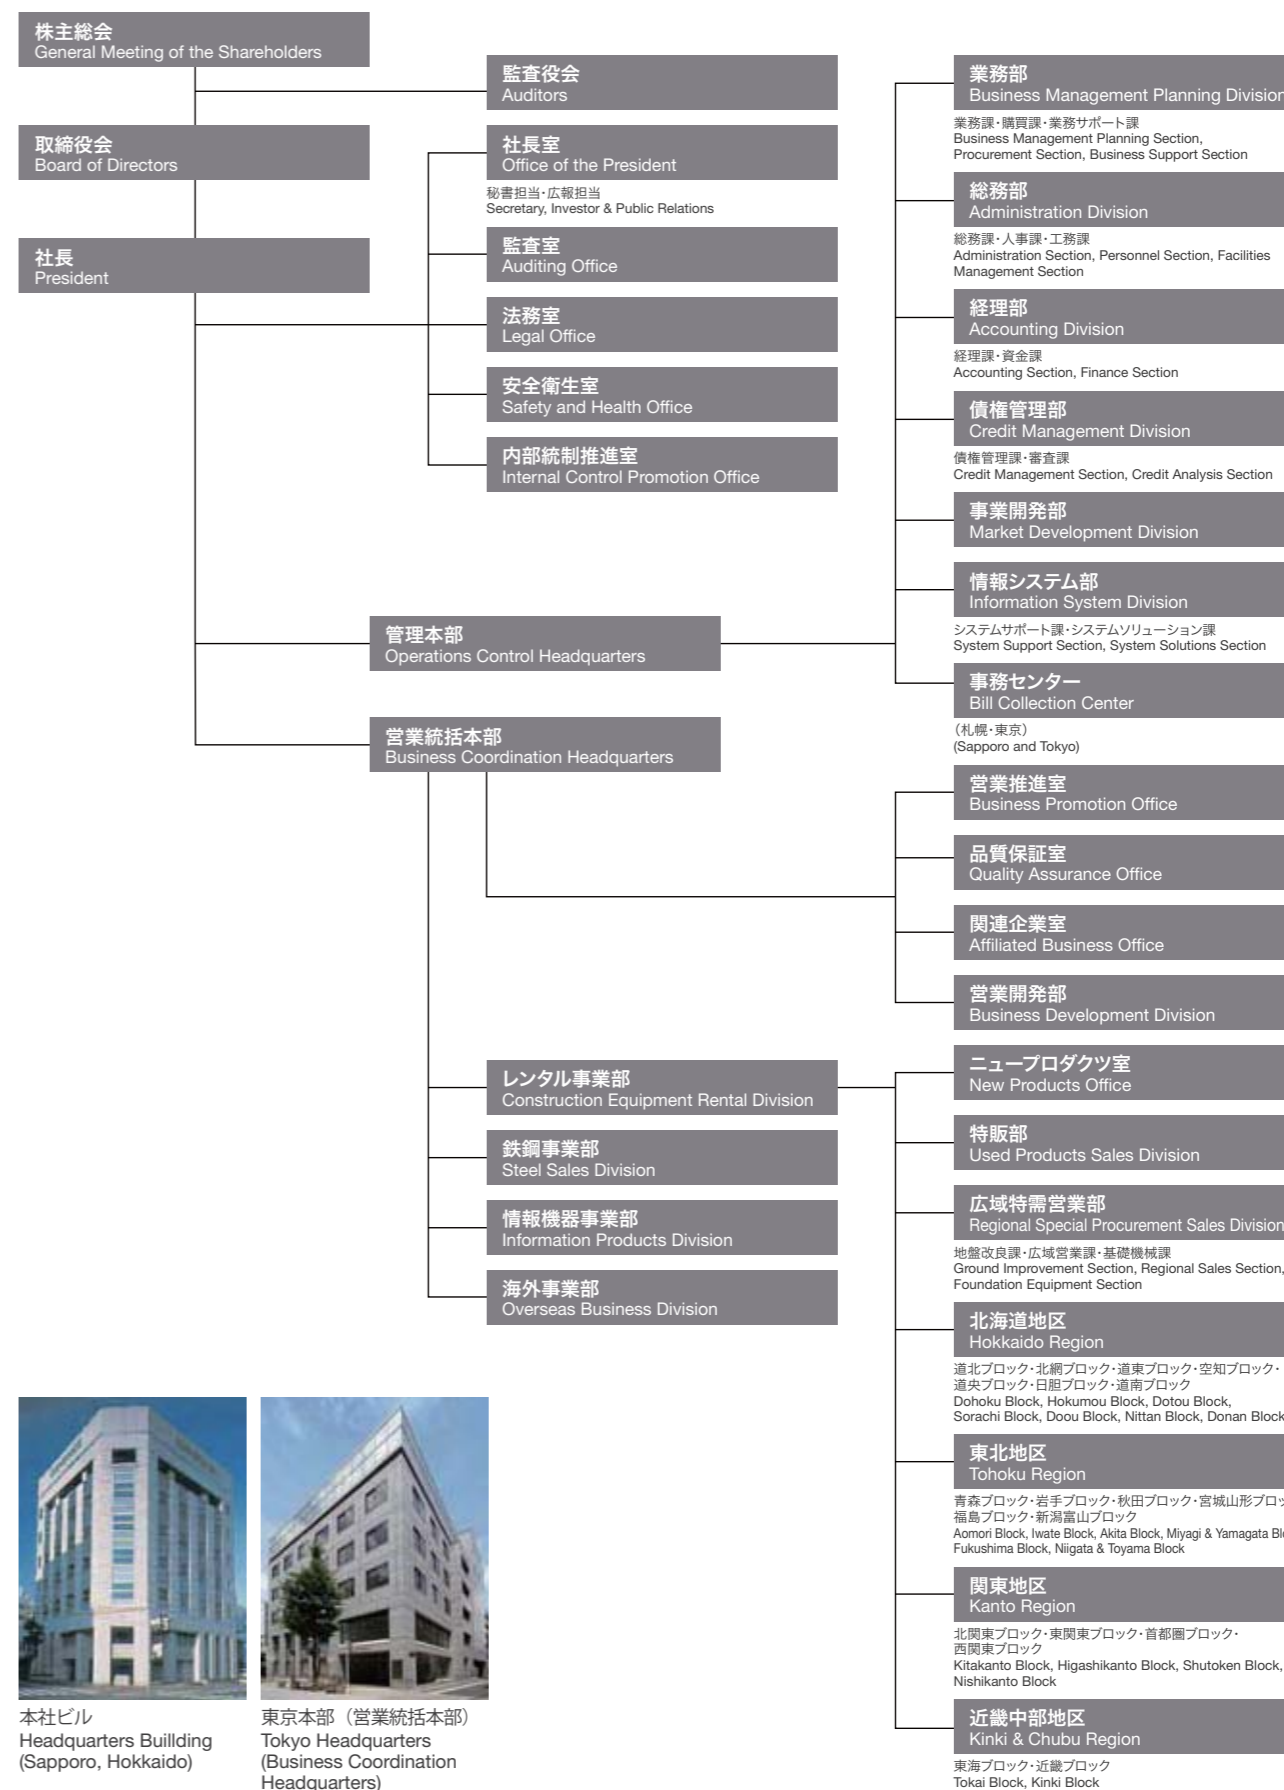 株主総会
General Meeting of the Shareholders
取締役会
Board of Directors
社長
President
監査役会
Auditors
社長室
Office of the President
秘書担当・広報担当
Secretary, Investor & Public Relations
監査室
Auditing Office
法務室
Legal Office
安全衛生室
Safety and Health Office
内部統制推進室
Internal Control Promotion Office
管理本部
Operations Control Headquarters
営業統括本部
Business Coordination Headquarters
レンタル事業部
Construction Equipment Rental Division
鉄鋼事業部
Steel Sales Division
情報機器事業部
Information Products Division
海外事業部
Overseas Business Division
業務部
Business Management Planning Division
業務課・購買課・業務サポート課
Business Management Planning Section,
Procurement Section, Business Support Section
総務部
Administration Division
総務課・人事課・工務課
Administration Section, Personnel Section, Facilities
Management Section
経理部
Accounting Division
経理課・資金課
Accounting Section, Finance Section
債権管理部
Credit Management Division
債権管理課・審査課
Credit Management Section, Credit Analysis Section
事業開発部
Market Development Division
情報システム部
Information System Division
システムサポート課・システムソリューション課
System Support Section, System Solutions Section
事務センター
Bill Collection Center
（札幌・東京）
(Sapporo and Tokyo)
営業推進室
Business Promotion Office
品質保証室
Quality Assurance Office
関連企業室
Affiliated Business Office
営業開発部
Business Development Division
ニュープロダクツ室
New Products Office
特販部
Used Products Sales Division
広域特需営業部
Regional Special Procurement Sales Division
地盤改良課・広域営業課・基礎機械課
Ground Improvement Section, Regional Sales Section,
Foundation Equipment Section
北海道地区
Hokkaido Region
道北ブロック・北網ブロック・道東ブロック・空知ブロック・
道央ブロック・日胆ブロック・道南ブロック
Dohoku Block, Hokumou Block, Dotou Block,
Sorachi Block, Doou Block, Nittan Block, Donan Block
東北地区
Tohoku Region
青森ブロック・岩手ブロック・秋田ブロック・宮城山形ブロッ
福島ブロック・新潟富山ブロック
Aomori Block, Iwate Block, Akita Block, Miyagi & Yamagata Bl
Fukushima Block, Niigata & Toyama Block
関東地区
Kanto Region
北関東ブロック・東関東ブロック・首都圏ブロック・
西関東ブロック
Kitakanto Block, Higashikanto Block, Shutoken Block,
Nishikanto Block
近畿中部地区
Kinki & Chubu Region
東海ブロック・近畿ブロック
Tokai Block, Kinki Block
本社ビル
Headquarters Buillding
(Sapporo, Hokkaido)
東京本部（営業統括本部）
Tokyo Headquarters
(Business Coordination
Headquarters)